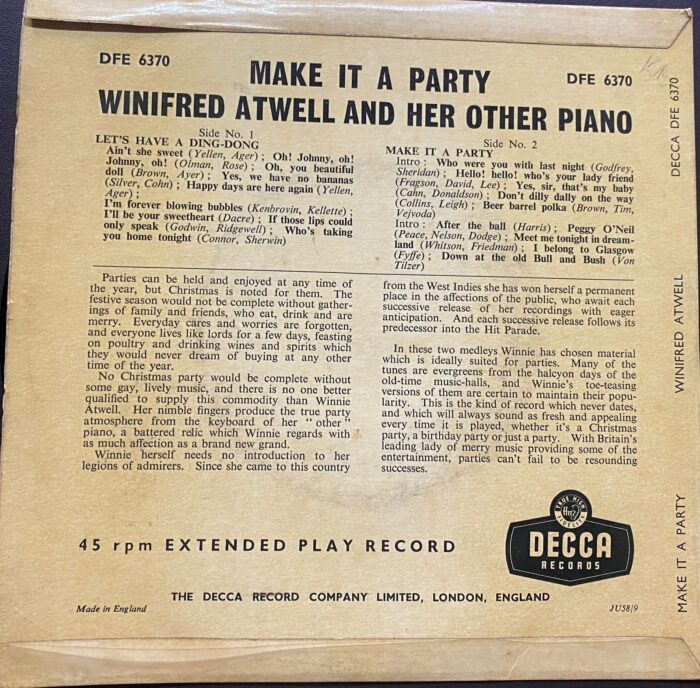 DFE 6370
DFE 6370
MAKE IT A PARTY
WINIFRED ATWELL AND HER OTHER PIANO
Side No. 1
LET'S HAVE A DING-DONG
Ain't she sweet (Yellen, Ager) ; Oh! Johnny, oh!
Johnny, oh! (Olman, Rose) ; Oh, you beautiful
doll (Brown, Ayer) ; Yes, we have no bananas
(Silver, Cohn) ; Happy days are here again (Yellen,
Ager) ;
I'm forever blowing bubbles (Kenbrovin, Kellette) ;
I'll be your sweetheart (Dacre) ; If those lips could
only speak (Godwin, Ridgewell) ; Who's taking
you home tonight (Connor, Sherwin)
Side No. 2
MAKE IT A PARTY
Intro : Who were you with last night (Godfrey,
Sheridan) ; Hello! hello! who's your lady friend
(Fragson, David, Lee) ; Yes, sir, that's my baby
(Cahn, Donaldson) ; Don't dilly dally on the way
(Collins, Leigh) ; Beer barrel polka (Brown, Tim,
Vejvoda)
Intro : After the ball (Harris) ; Peggy O'Neil
(Peace, Nelson, Dodge) ; Meet me tonight in dream-
land (Whitson, Friedman) ; I belong to Glasgow
(Fyffe) ; Down at the old Bull and Bush (Von
Tilzer)
Parties can be held and enjoyed at any time of
the year, but Christmas is noted for them. The
festive season would not be complete without gather-
ings of family and friends, who eat, drink and are
merry. Everyday cares and worries are forgotten,
and everyone lives like lords for a few days, feasting
on poultry and drinking wines and spirits which
they would never dream of buying at any other
time of the year.
No Christmas party would be complete without
some gay, lively music, and there is no one better
qualified to supply this commodity than Winnie
Atwell. Her nimble fingers produce the true party
atmosphere from the keyboard of her " other "
piano, a battered relic which Winnie regards with
as much affection as a brand new grand.
Winnie herself needs no introduction to her
legions of admirers. Since she came to this country
from the West Indies she has won herself a permanent
place in the affections of the public, who await each
successive release of her recordings with eager
anticipation. And each successive release follows its
predecessor into the Hit Parade.
In these two medleys Winnie has chosen material
which is ideally suited for parties. Many of the
tunes are evergreens from the halcyon days of the
old-time music-halls, and Winnie's toe-teasing
versions of them are certain to maintain their popu-
larity. This is the kind of record which never dates,
and which will always sound as fresh and appealing
every time it is played, whether it's a Christmas
party, a birthday party or just a party. With Britain's
leading lady of merry music providing some of the
entertainment, parties can't fail to be resounding
successes.
45 rpm EXTENDED PLAY RECORD
TRUE HIGH
ffrr
FIDELITY
DECCA
RECORDS
THE DECCA RECORD COMPANY LIMITED, LONDON, ENGLAND
Made in England
JU58/9
DECCA DFE 6370
WINIFRED ATWELL
MAKE IT A PARTY